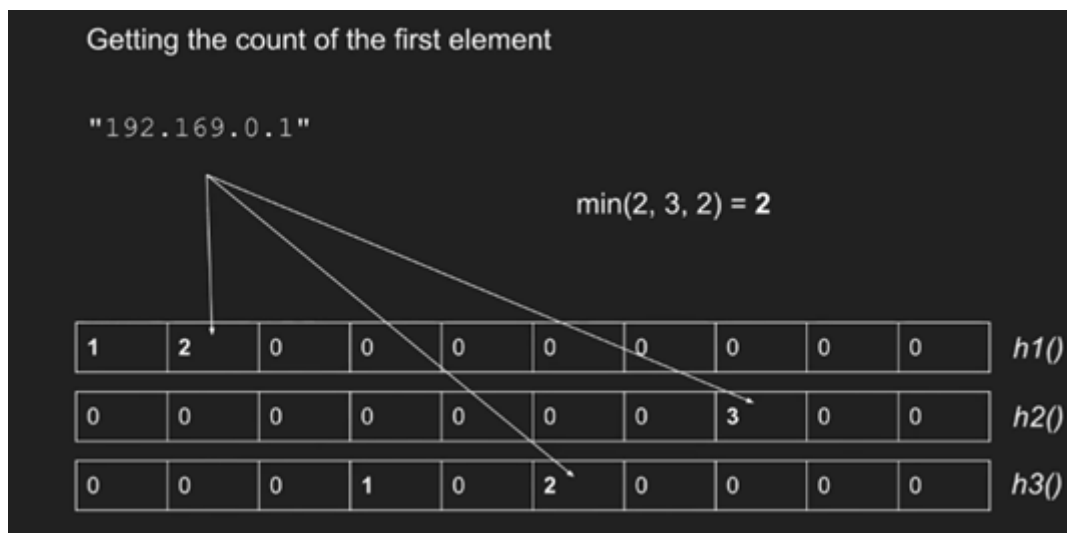 Getting the count of the first element
"192.169.0.1"
min(2, 3, 2) = 2
1 2 0 0 0 0 0 0 0 0 h1()
0 0 0 0 0 0 0 3 0 0 h2()
0 0 0 1 0 2 0 0 0 0 h3()